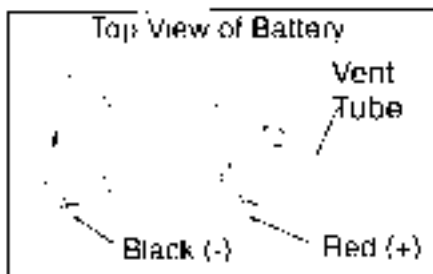 Top View of Battery
Vent
Tube
Black (-)
Red (+)